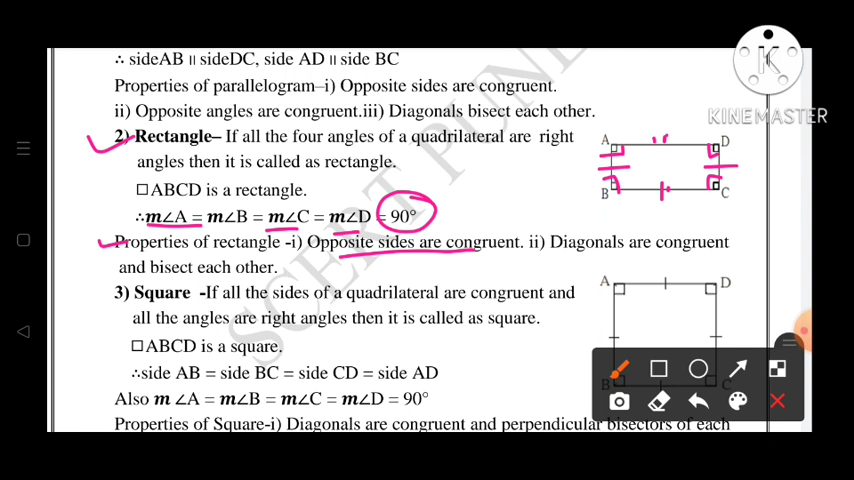 ∴ sideAB ॥ sideDC, side AD ॥ side BC
Properties of parallelogram–i) Opposite sides are congruent.
ii) Opposite angles are congruent.iii) Diagonals bisect each other.
2) Rectangle– If all the four angles of a quadrilateral are right
angles then it is called as rectangle.
□ABCD is a rectangle.
∴m∠A = m∠B = m∠C = m∠D = 90°
Properties of rectangle -i) Opposite sides are congruent. ii) Diagonals are congruent
and bisect each other.
3) Square -If all the sides of a quadrilateral are congruent and
all the angles are right angles then it is called as square.
□ABCD is a square.
∴side AB = side BC = side CD = side AD
Also m ∠A = m∠B = m∠C = m∠D = 90°
Properties of Square-i) Diagonals are congruent and perpendicular bisectors of each
A D
B C
A D
B C
SCERT PUNE
K
KINEMASTER